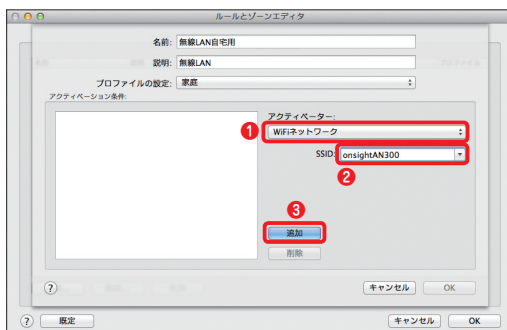 ルールとゾーンエディタ
名前: 無線LAN自宅用
説明: 無線LAN
プロファイルの設定: 家庭
アクティベーション条件:
アクティベーター:
1 WiFiネットワーク
SSID: onsightAN300
2
3
追加
削除
? キャンセル OK
? 既定 キャンセル OK